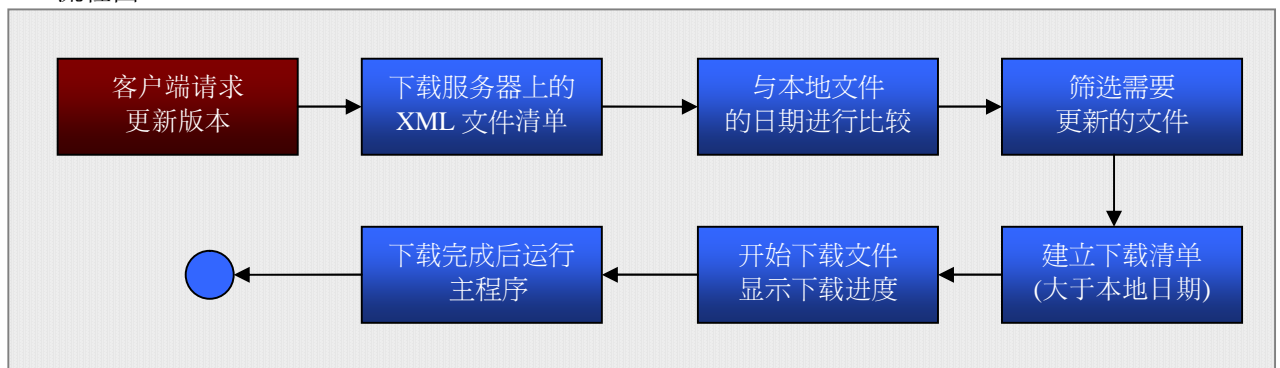 客户端请求
更新版本
下载服务器上的
XML 文件清单
与本地文件
的日期进行比较
筛选需要
更新的文件
建立下载清单
(大于本地日期)
开始下载文件
显示下载进度
下载完成后运行
主程序